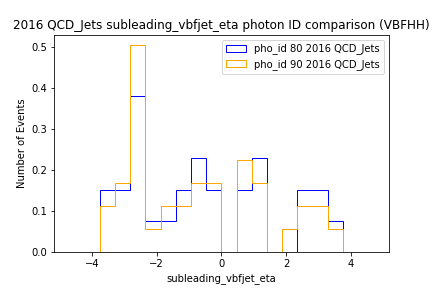 2016 QCD_Jets subleading_vbfjet_eta photon ID comparison (VBFHH)
pho_id 80 2016 QCD_Jets
pho_id 90 2016 QCD_Jets
Number of Events
0.5
0.4
0.3
0.2
0.1
0.0
−4 −2 0 2 4
subleading_vbfjet_eta